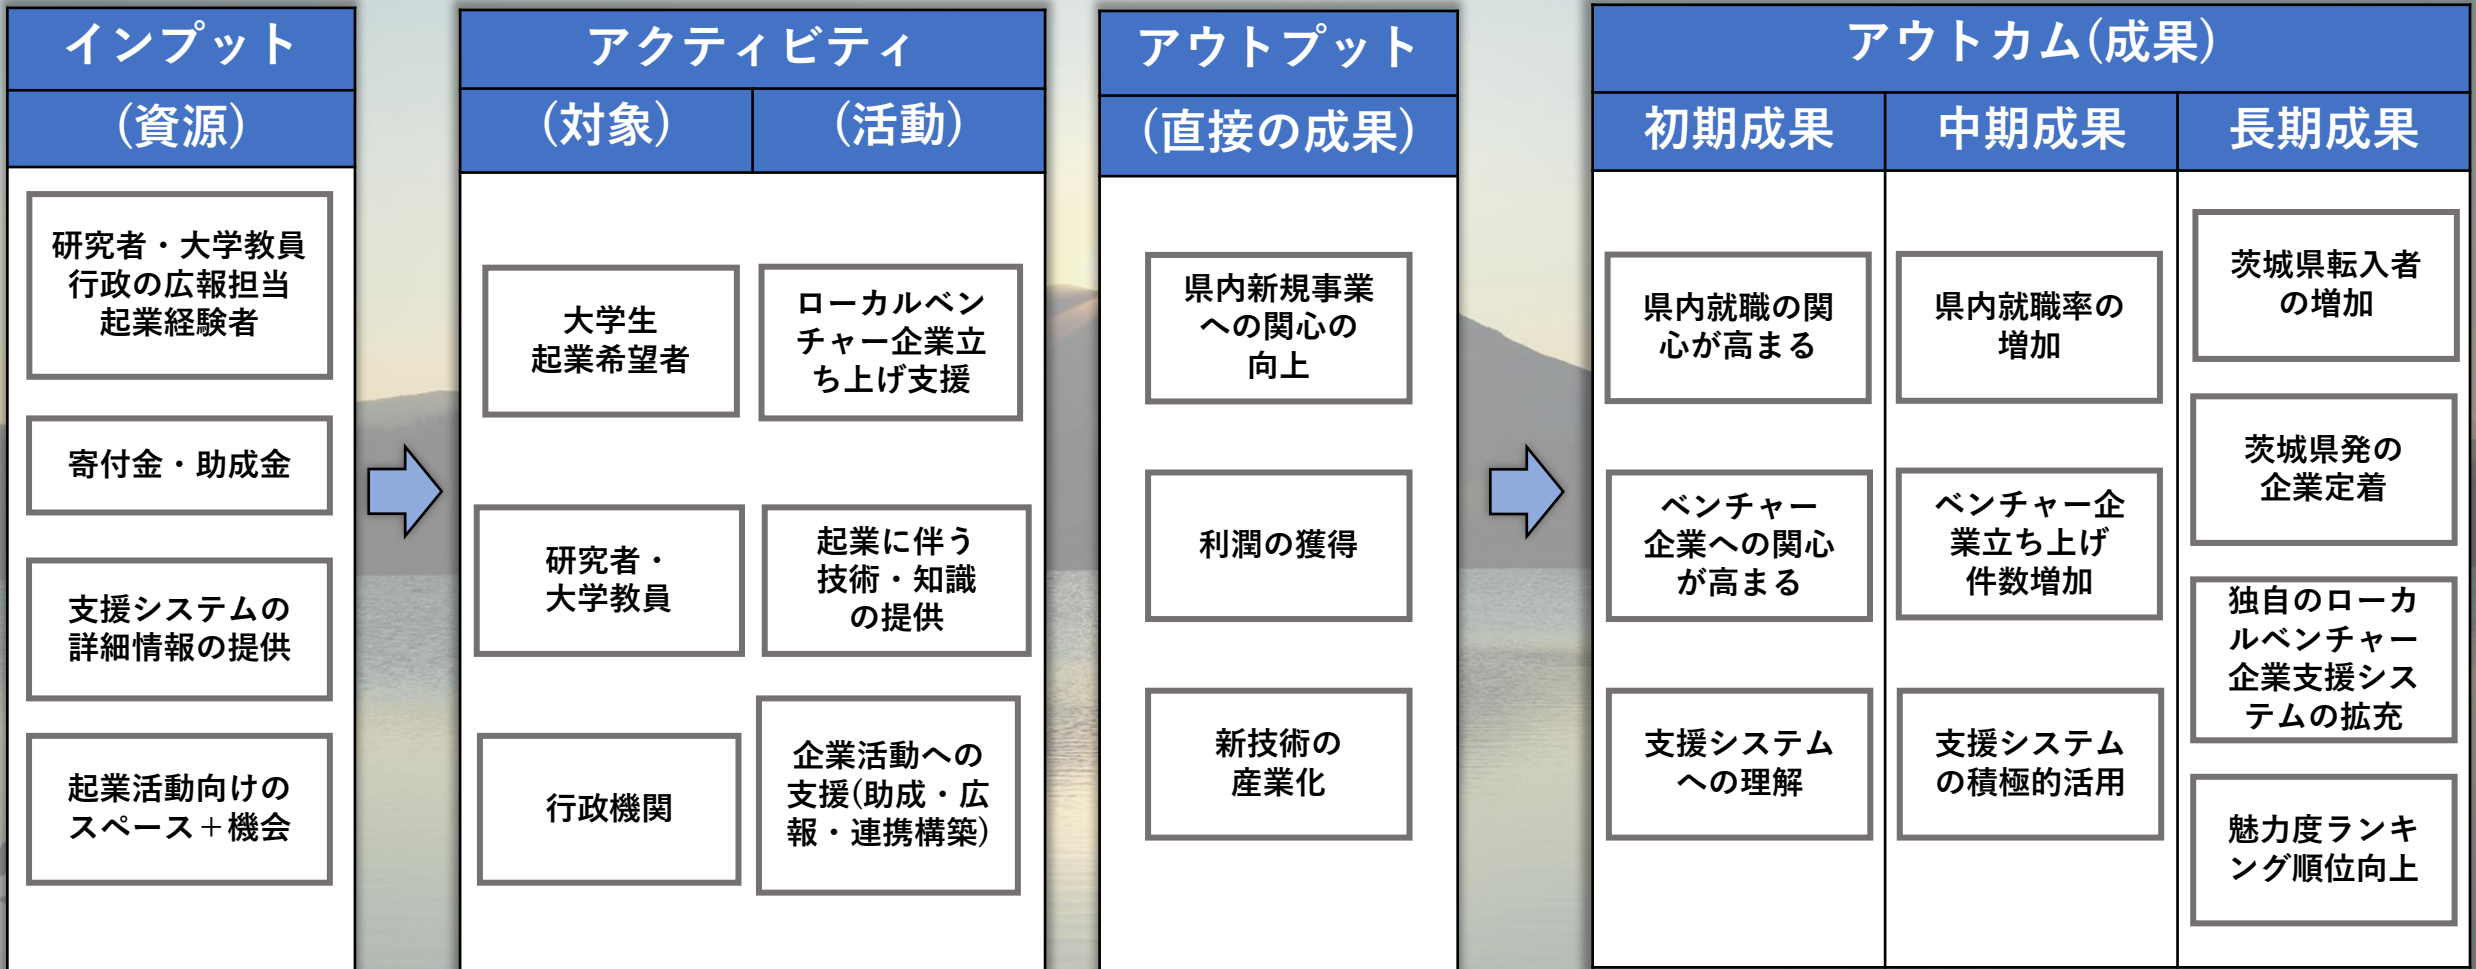 インプット
(資源)
研究者・大学教員
行政の広報担当
起業経験者
寄付金・助成金
支援システムの
詳細情報の提供
起業活動向けの
スペース＋機会
アクティビティ
(対象)
(活動)
大学生
起業希望者
ローカルベン
チャー企業立
ち上げ支援
研究者・
大学教員
起業に伴う
技術・知識
の提供
行政機関
企業活動への
支援(助成・広
報・連携構築)
アウトプット
(直接の成果)
県内新規事業
への関心の
向上
利潤の獲得
新技術の
産業化
アウトカム(成果)
初期成果
中期成果
長期成果
県内就職の関
心が高まる
ベンチャー
企業への関心
が高まる
支援システム
への理解
県内就職率の
増加
ベンチャー企
業立ち上げ
件数増加
支援システム
の積極的活用
茨城県転入者
の増加
茨城県発の
企業定着
独自のローカ
ルベンチャー
企業支援シス
テムの拡充
魅力度ランキ
ング順位向上